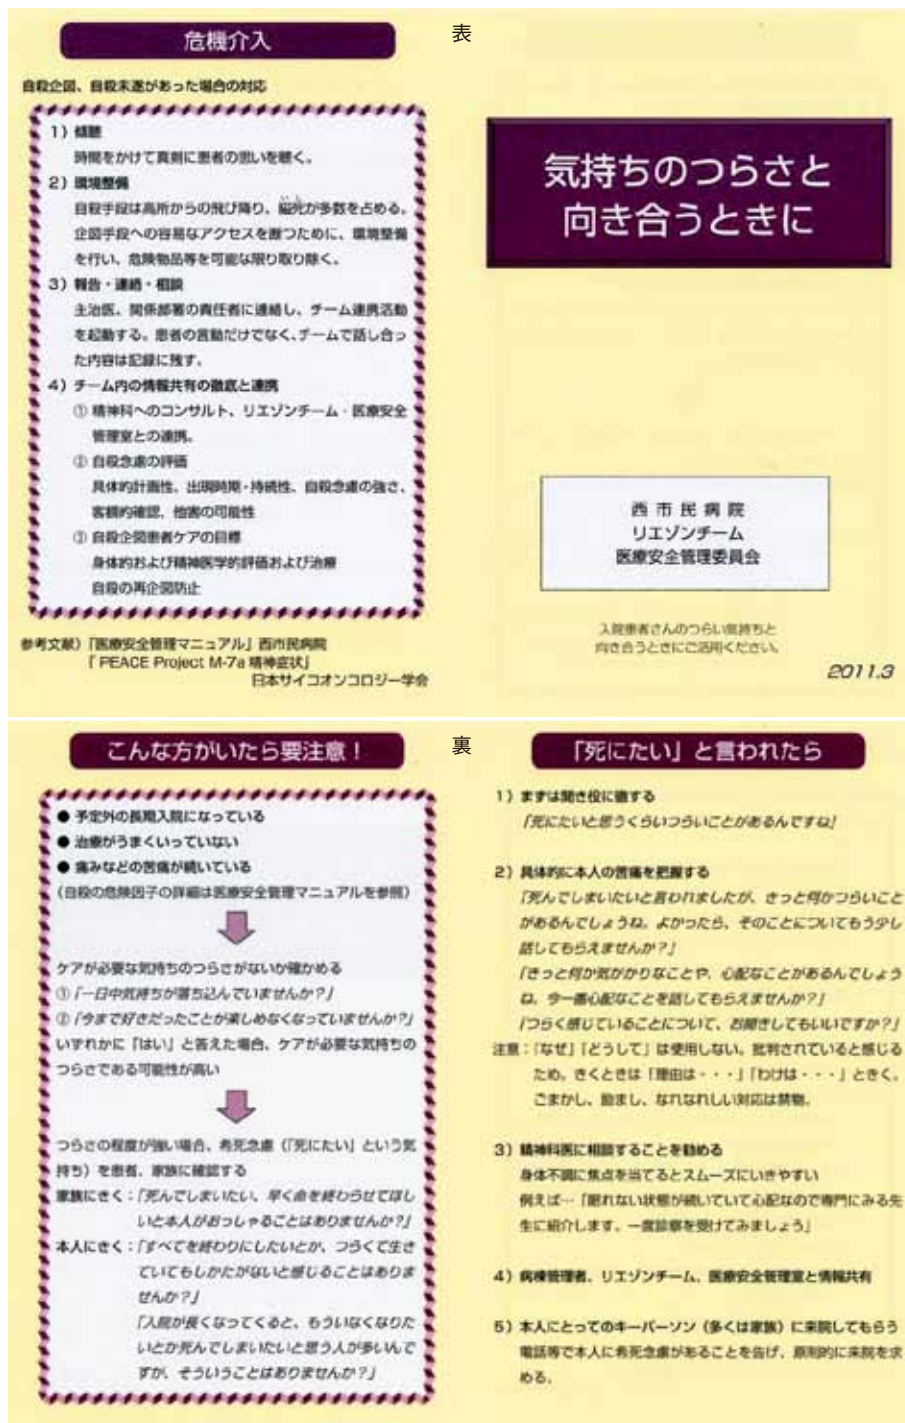 表
危機介入
自殺企図、自殺未遂があった場合の対応
1）傾聴
時間をかけて真剣に患者の思いを聴く。
2）環境整備
自殺手段は高所からの飛び降り、縊死が多数を占める。
企図手段への容易なアクセスを断つために、環境整備
を行い、危険物品等を可能な限り取り除く。
3）報告・連絡・相談
主治医、関係部署の責任者に連絡し、チーム連携活動
を起動する。患者の言動だけでなく、チームで話し合っ
た内容は記録に残す。
4）チーム内の情報共有の徹底と連携
① 精神科へのコンサルト、リエゾンチーム・医療安全
管理室との連携。
② 自殺念慮の評価
具体的計画性、出現時期・持続性、自殺念慮の強さ、
客観的確認、他害の可能性
③ 自殺企図患者ケアの目標
身体的および精神医学的評価および治療
自殺の再企図防止
参考文献）「医療安全管理マニュアル」西市民病院
「 PEACE Project M-7a 精神症状」
日本サイコオンコロジー学会
気持ちのつらさと
向き合うときに
西市民病院
リエゾンチーム
医療安全管理委員会
入院患者さんのつらい気持ちと
向き合うときにご活用ください。
2011.3
裏
こんな方がいたら要注意！
● 予定外の長期入院になっている
● 治療がうまくいっていない
● 痛みなどの苦痛が続いている
（自殺の危険因子の詳細は医療安全管理マニュアルを参照）
ケアが必要な気持ちのつらさがないか確かめる
①「一日中気持ちが落ち込んでいませんか？」
②「今まで好きだったことが楽しめなくなっていませんか？」
いずれかに「はい」と答えた場合、ケアが必要な気持ちの
つらさである可能性が高い
つらさの程度が強い場合、希死念慮（「死にたい」という気
持ち）を患者、家族に確認する
家族にきく：「死んでしまいたい、早く命を終わらせてほし
いと本人がおっしゃることはありませんか？」
本人にきく：「すべてを終わりにしたいとか、つらくて生き
ていてもしかたがないと感じることはありま
せんか？」
「入院が長くなってくると、もういなくなりた
いとか死んでしまいたいと思う人が多いんで
すが、そういうことはありませんか？」
「死にたい」と言われたら
1）まずは聞き役に徹する
「死にたいと思うくらいつらいことがあるんですね」
2）具体的に本人の苦痛を把握する
「死んでしまいたいと言われましたが、きっと何かつらいこと
があるんでしょうね。よかったら、そのことについてもう少し
話してもらえませんか？」
「きっと何か気がかりなことや、心配なことがあるんでしょう
ね。今一番心配なことを話してもらえませんか？」
「つらく感じていることについて、お聞きしてもいいですか？」
注意：「なぜ」「どうして」は使用しない。批判されていると感じる
ため。きくときは「理由は・・・」「わけは・・・」ときく。
ごまかし、励まし、なれなれしい対応は禁物。
3）精神科医に相談することを勧める
身体不調に焦点を当てるとスムーズにいきやすい
例えば…「眠れない状態が続いていて心配なので専門にみる先
生に紹介します。一度診察を受けてみましょう」
4）病棟管理者、リエゾンチーム、医療安全管理室と情報共有
5）本人にとってのキーパーソン（多くは家族）に来院してもらう
電話等で本人に希死念慮があることを告げ、原則的に来院を求
める。